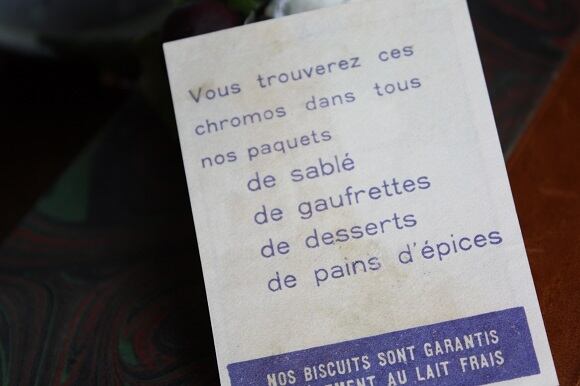 Vous trouverez ces
chromos dans tous
nos paquets
de sablé
de gaufrettes
de desserts
de pains d'épices
NOS BISCUITS SONT GARANTIS
AU LAIT FRAIS